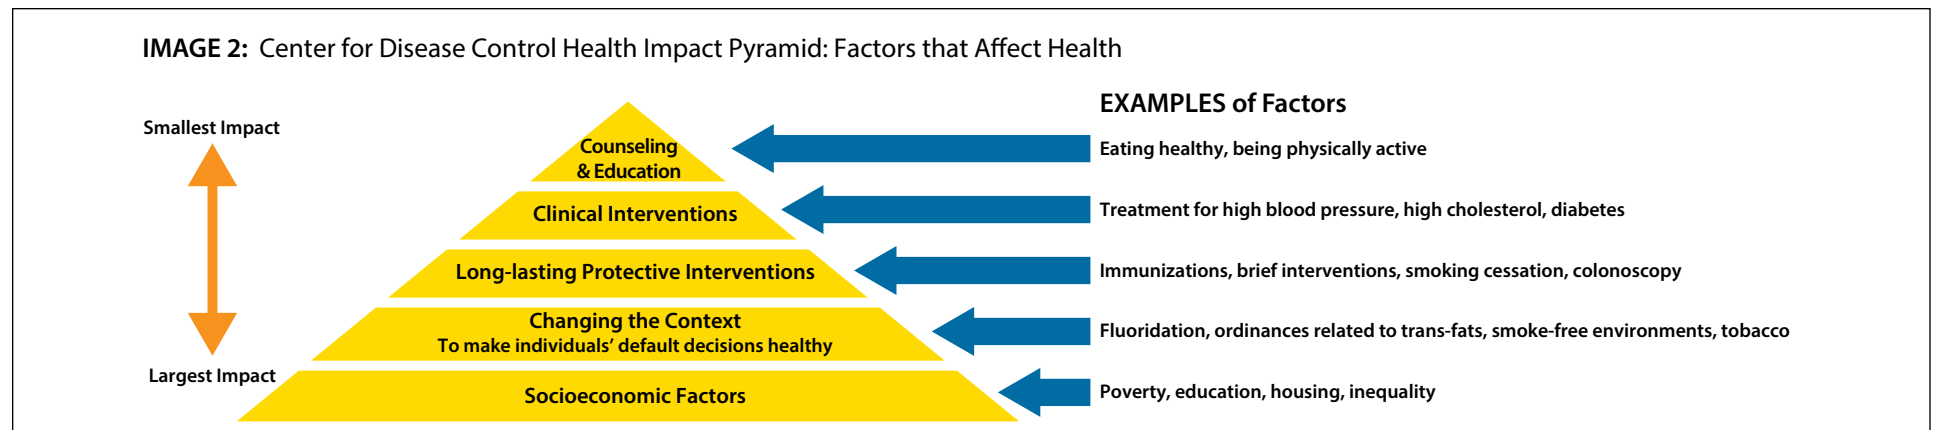 IMAGE 2: Center for Disease Control Health Impact Pyramid: Factors that Affect Health
EXAMPLES of Factors
Smallest Impact
Largest Impact
Counseling
& Education
Eating healthy, being physically active
Clinical Interventions
Treatment for high blood pressure, high cholesterol, diabetes
Long-lasting Protective Interventions
Immunizations, brief interventions, smoking cessation, colonoscopy
Changing the Context
To make individuals’ default decisions healthy
Fluoridation, ordinances related to trans-fats, smoke-free environments, tobacco
Socioeconomic Factors
Poverty, education, housing, inequality